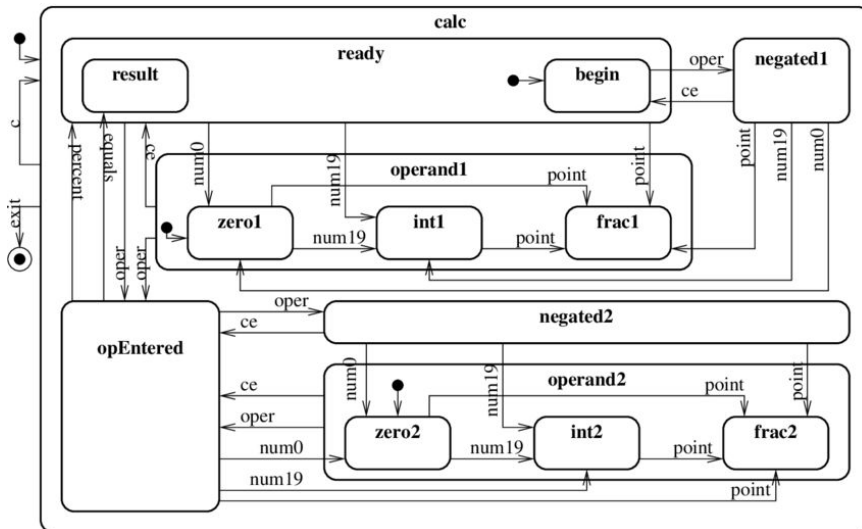 calc
ready
result
begin
oper
ce
negated1
c
percent
equals
ce
num0
num19
point
point
num19
num0
operand1
point
zero1
num19
int1
point
frac1
exit
oper
oper
opEntered
oper
ce
negated2
num0
num19
point
operand2
ce
point
oper
zero2
num19
int2
point
frac2
num0
num19
point